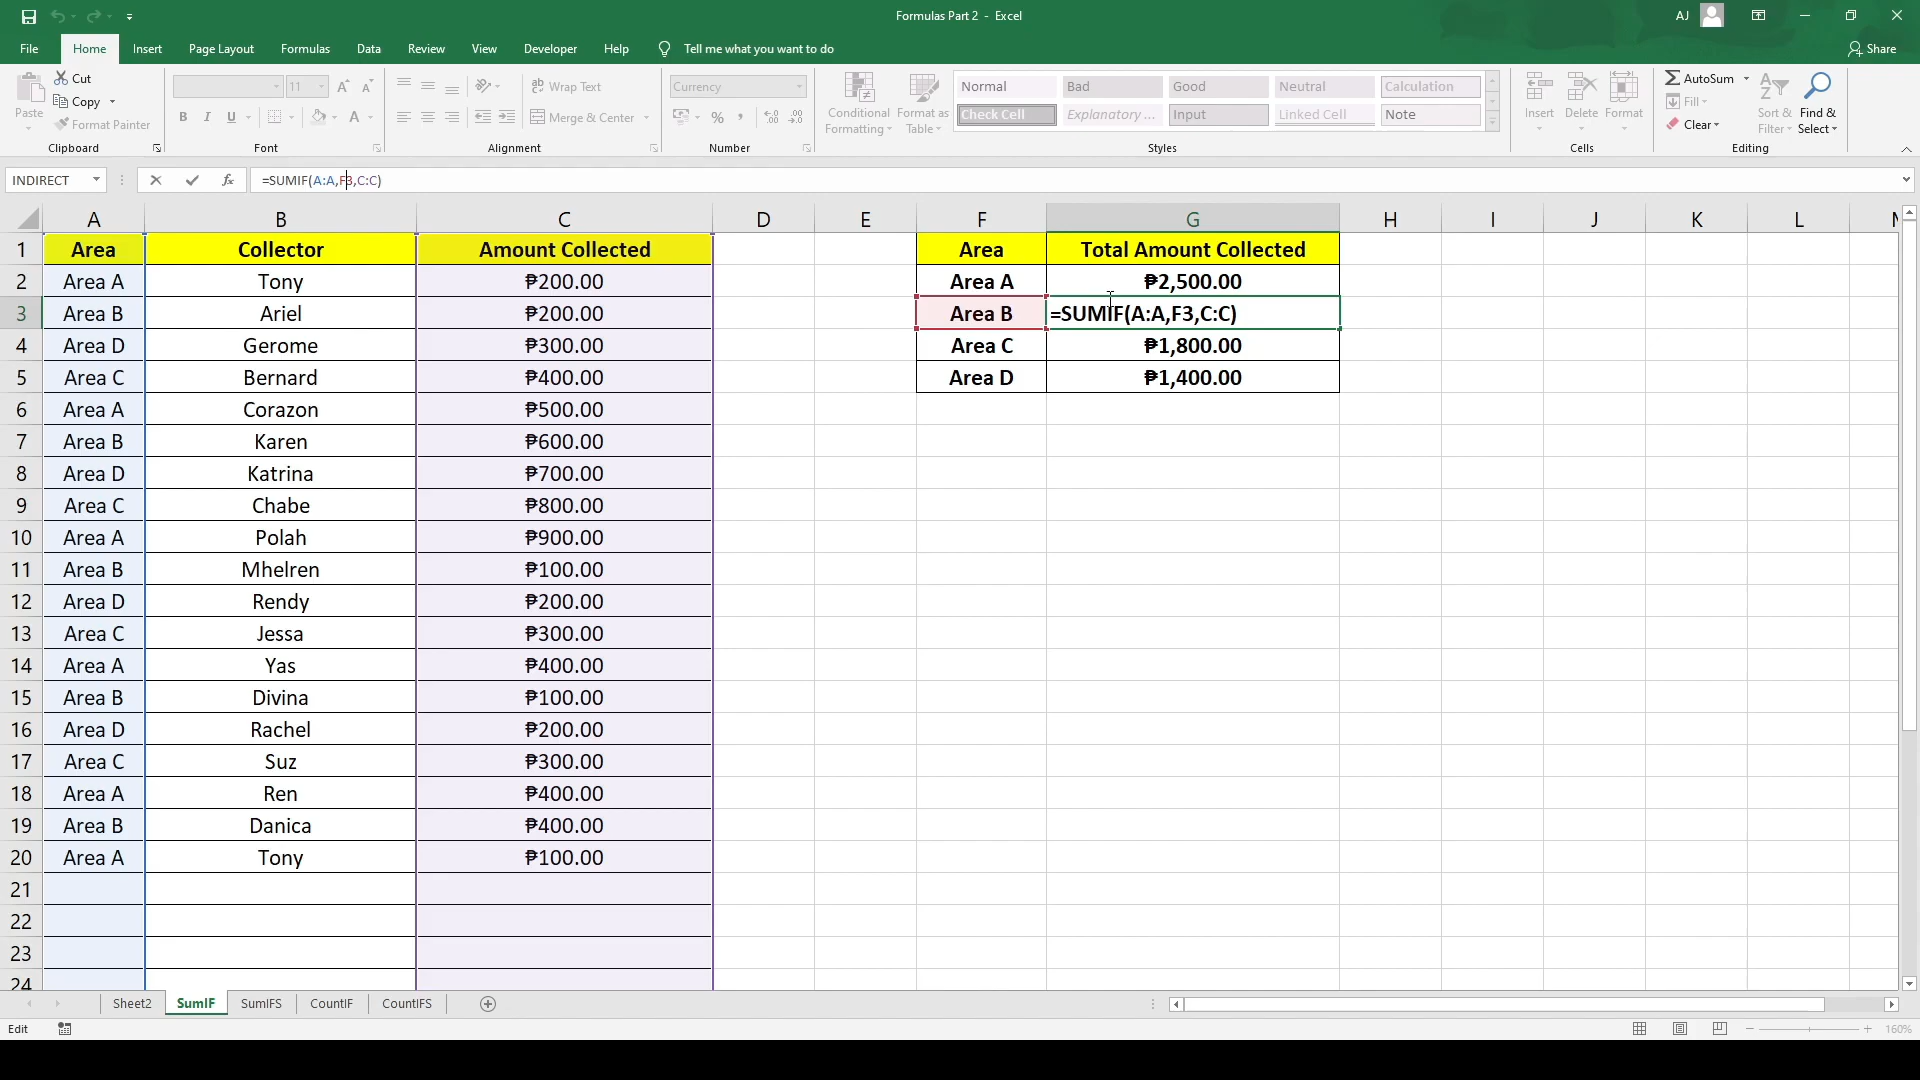 Formulas Part 2 - Excel
AJ
File Home Insert Page Layout Formulas Data Review View Developer Help Tell me what you want to do Share
Paste
Cut
Copy
Format Painter
Clipboard
11
B I U
Font
Wrap Text
Merge & Center
Alignment
Currency
Number
Conditional Formatting
Format as Table
Normal Bad Good Neutral Calculation
Check Cell Explanatory ... Input Linked Cell Note
Styles
Insert Delete Format
Cells
AutoSum
Fill
Clear
Sort & Filter
Find & Select
Editing
INDIRECT fx =SUMIF(A:A,F3,C:C)
A B C D E F G H I J K L
1 Area Collector Amount Collected Area Total Amount Collected
2 Area A Tony ₱200.00 Area A ₱2,500.00
3 Area B Ariel ₱200.00 Area B =SUMIF(A:A,F3,C:C)
4 Area D Gerome ₱300.00 Area C ₱1,800.00
5 Area C Bernard ₱400.00 Area D ₱1,400.00
6 Area A Corazon ₱500.00
7 Area B Karen ₱600.00
8 Area D Katrina ₱700.00
9 Area C Chabe ₱800.00
10 Area A Polah ₱900.00
11 Area B Mhelren ₱100.00
12 Area D Rendy ₱200.00
13 Area C Jessa ₱300.00
14 Area A Yas ₱400.00
15 Area B Divina ₱100.00
16 Area D Rachel ₱200.00
17 Area C Suz ₱300.00
18 Area A Ren ₱400.00
19 Area B Danica ₱400.00
20 Area A Tony ₱100.00
21
22
23
24
Sheet2 SumIF SumIFS CountIF CountIFS
Edit 160%